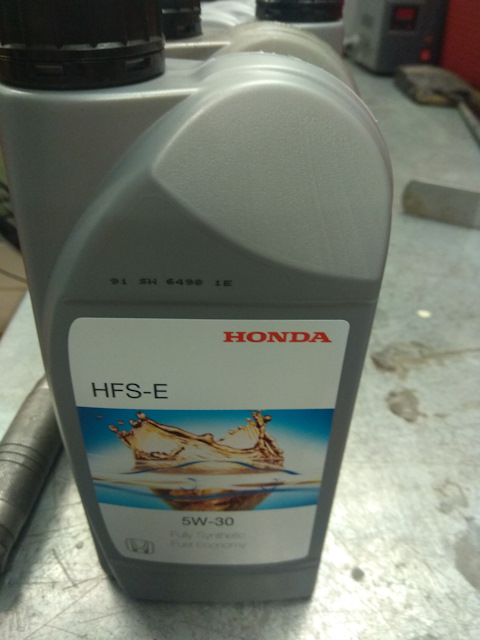 91 SW 6490 1E
HONDA
HFS-E
5W-30
Fully Synthetic
Fuel Economy